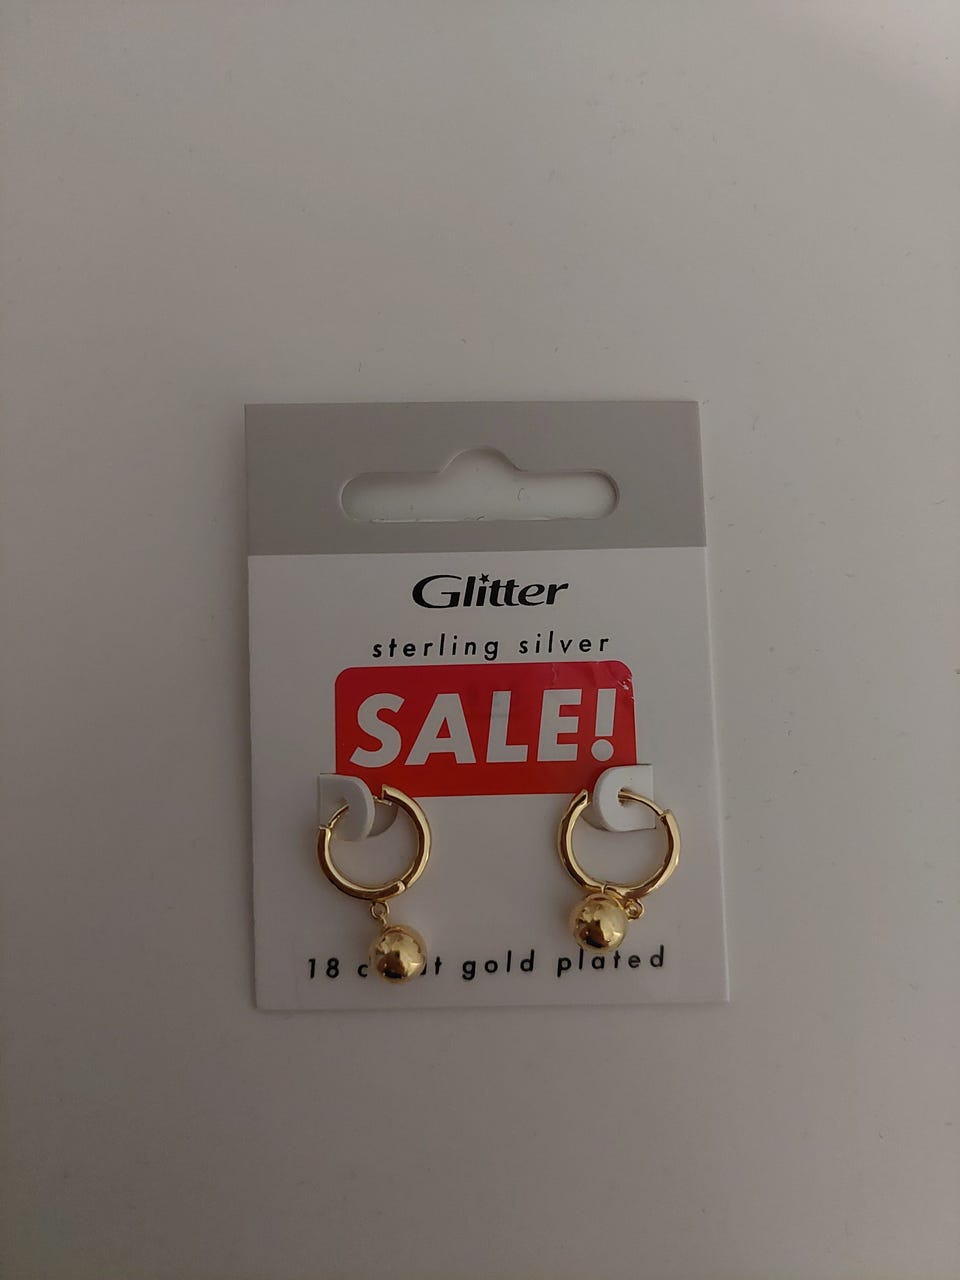 Glitter
sterling silver
SALE!
18 gold plated